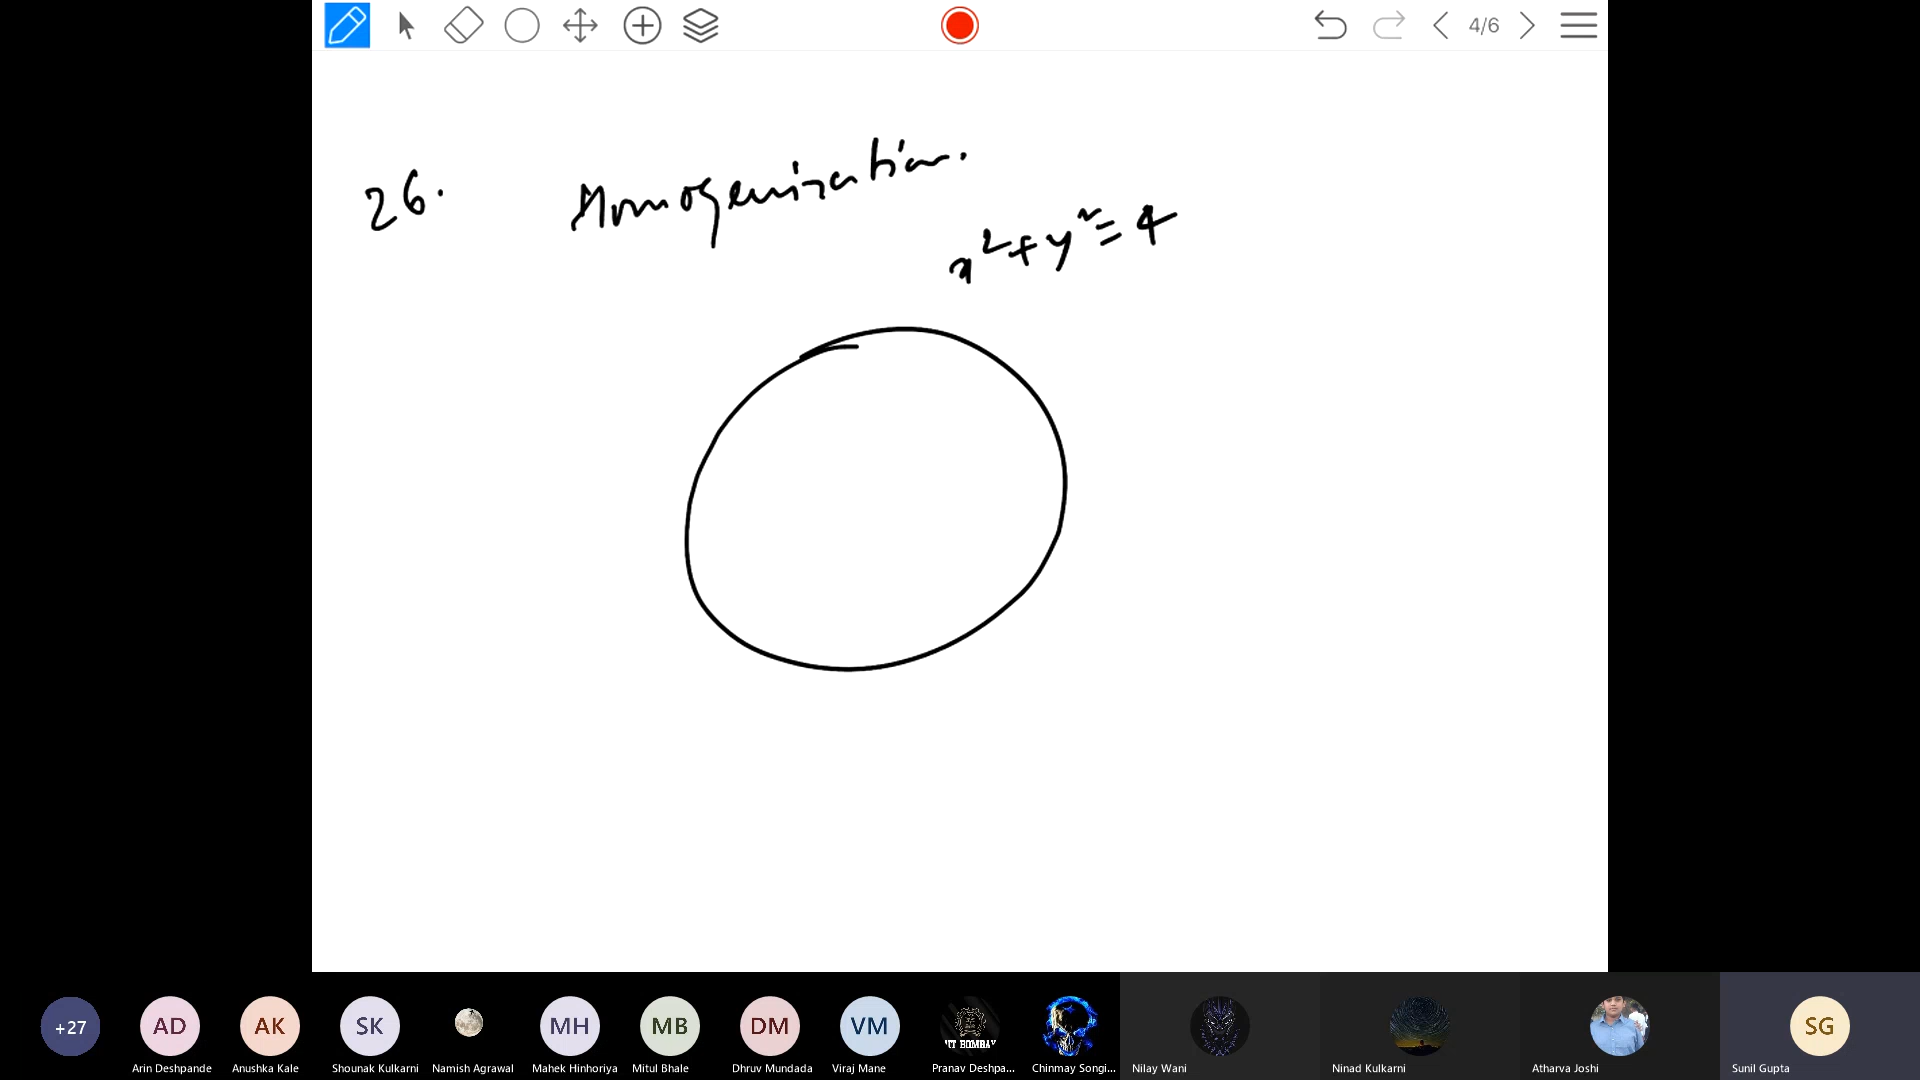 4/6
26. Homogenization.
x²+y²=4
+27
AD
AK
SK
MH
MB
DM
VM
IIT BOMBAY
SG
Arin Deshpande
Anushka Kale
Shounak Kulkarni
Namish Agrawal
Mahek Hinhoriya
Mitul Bhale
Dhruv Mundada
Viraj Mane
Pranav Deshpa...
Chinmay Songi...
Nilay Wani
Ninad Kulkarni
Atharva Joshi
Sunil Gupta